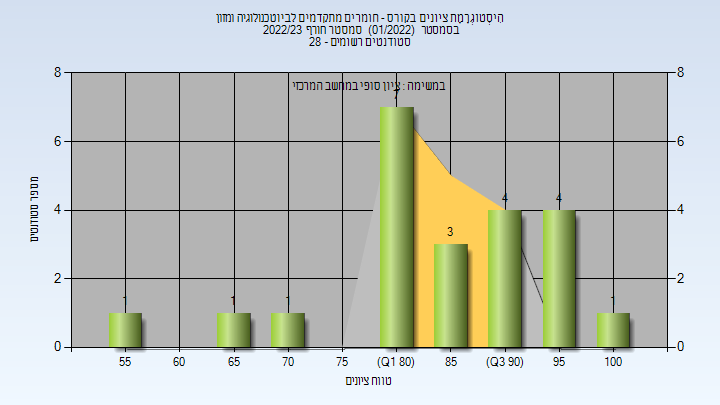 היסטוגרמת ציונים בקורס - חומרים מתקדמים לביוטכנולוגיה ומזון
בסמסטר (01/2022) סמסטר חורף 2022/23
סטודנטים רשומים - 28
במשימה : ציון סופי במחשב המרכזי
8 8
6 6
4 4
2 2
0 0
מספר סטודנטים
1 1 1 7 3 4 4 1
55 60 65 70 75 (Q1 80) 85 (Q3 90) 95 100
טווח ציונים